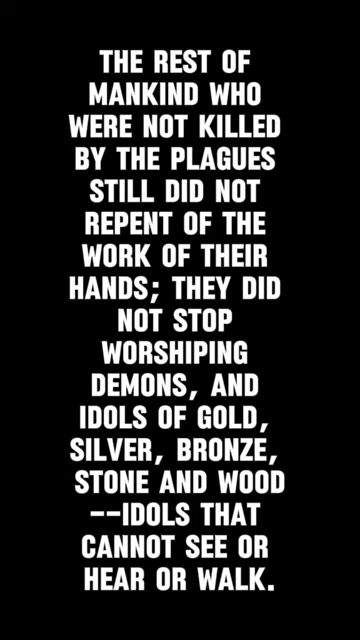 THE REST OF
MANKIND WHO
WERE NOT KILLED
BY THE PLAGUES
STILL DID NOT
REPENT OF THE
WORK OF THEIR
HANDS; THEY DID
NOT STOP
WORSHIPING
DEMONS, AND
IDOLS OF GOLD,
SILVER, BRONZE,
STONE AND WOOD
--IDOLS THAT
CANNOT SEE OR
HEAR OR WALK.